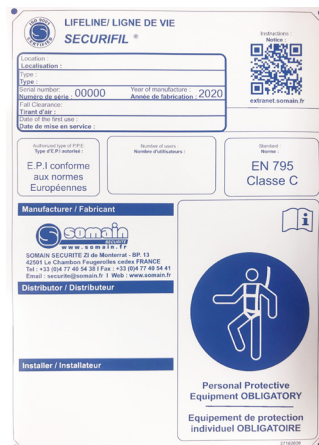 ISO 9001
CERTIFIED
LIFELINE/ LIGNE DE VIE
SECURIFIL ®
Instructions :
Notice :
extranet.somain.fr
Location :
Localisation :
Type :
Type :
Serial number:
Numéro de série :
00000
Year of manufacture :
Année de fabrication :
2020
Fall Clearance:
Tirant d'air :
Date of the first use :
Date de mise en service :
Authorized type of P.P.E:
Type d'E.P.I autorisé :
E.P.I conforme
aux normes
Européennes
Number of users :
Nombre d'utilisateurs :
Standard :
Norme :
EN 795
Classe C
Manufacturer / Fabricant
somain
SECURITE
www.somain.fr
SOMAIN SECURITE ZI de Monterrat - BP. 13
42501 Le Chambon Feugerolles cedex FRANCE
Tel : +33 (0)4 77 40 54 38 I Fax : +33 (0)4 77 40 54 41
Email : securite@somain.fr I Web : www.somain.fr
Distributor / Distributeur
Installer / Installateur
i
Personal Protective
Equipment OBLIGATORY
Equipement de protection
individuel OBLIGATOIRE